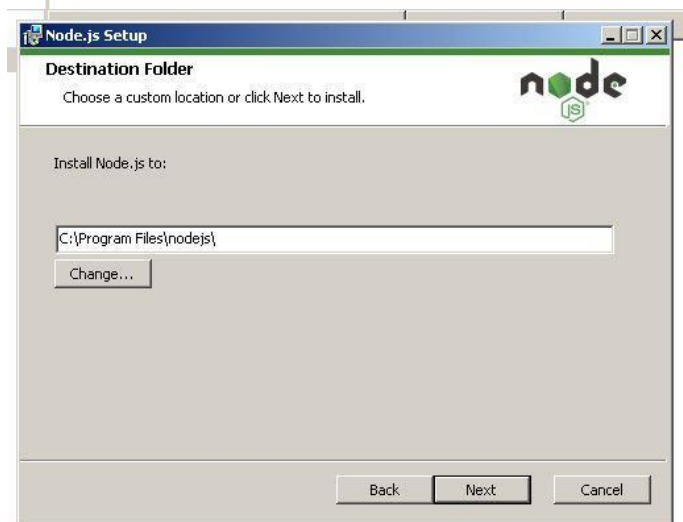 Node.js Setup
Destination Folder
Choose a custom location or click Next to install.
node
JS
Install Node.js to:
C:\Program Files\nodejs\
Change...
Back
Next
Cancel